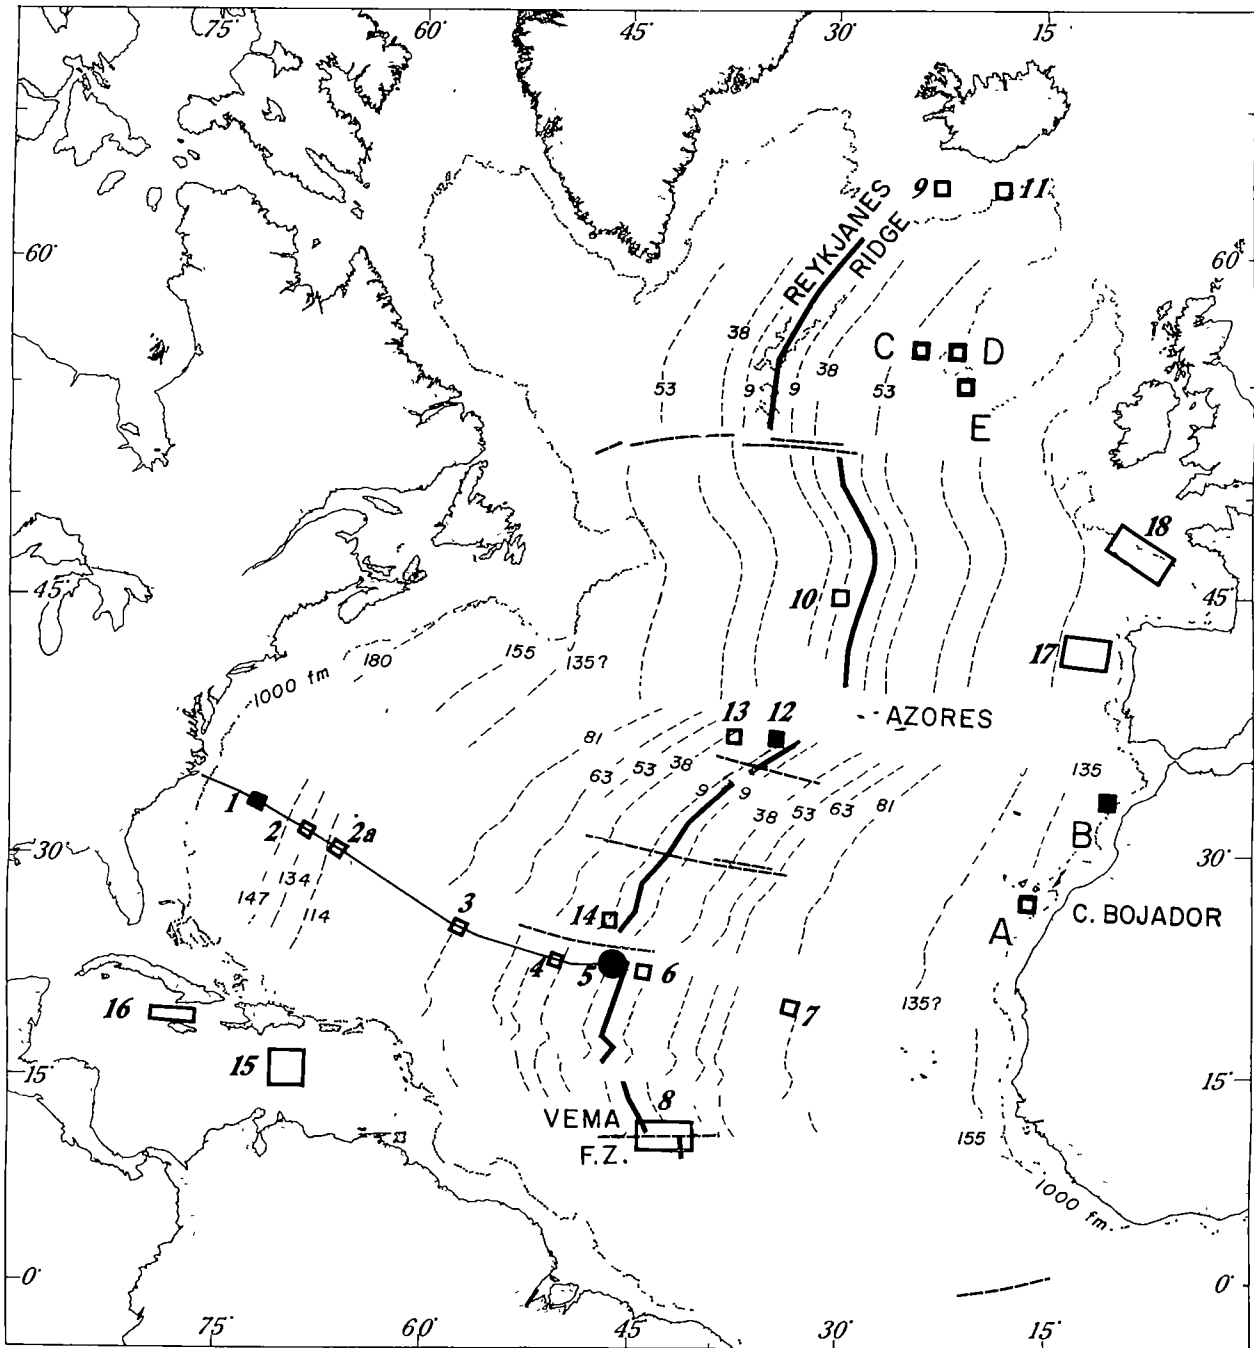 75° 60° 45° 30° 15°
9 11
REYKJANES
RIDGE
60° 60°
38
C D
38
53 9 9 53
E
18
10
45° 45°
17
155
180 135?
1000 fm
13 12
AZORES
81
63 53 38
135
9 9
1
38 53 63 81
B
2 2a
30° 30°
134
147 114
3
14
A C. BOJADOR
4 5 6
135?
16 7
15
15° 15°
8
VEMA
F.Z.
155
1000 fm.
0° 0°
75° 60° 45° 30° 15°